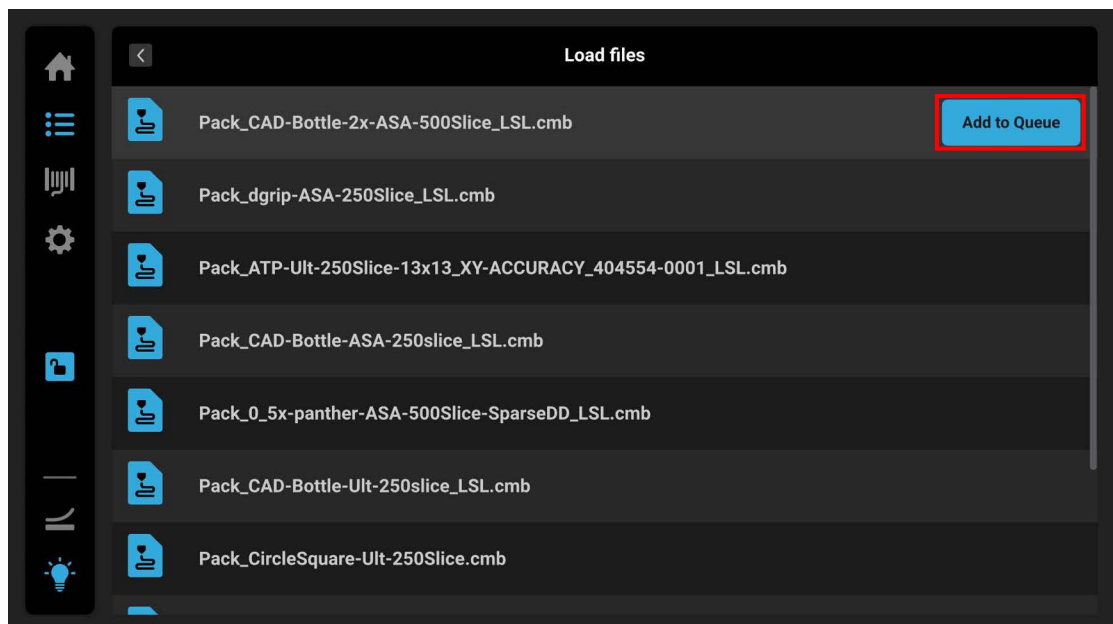 Load files
Pack_CAD-Bottle-2x-ASA-500Slice_LSL.cmb
Add to Queue
Pack_dgrip-ASA-250Slice_LSL.cmb
Pack_ATP-Ult-250Slice-13x13_XY-ACCURACY_404554-0001_LSL.cmb
Pack_CAD-Bottle-ASA-250slice_LSL.cmb
Pack_0_5x-panther-ASA-500Slice-SparseDD_LSL.cmb
Pack_CAD-Bottle-Ult-250slice_LSL.cmb
Pack_CircleSquare-Ult-250Slice.cmb